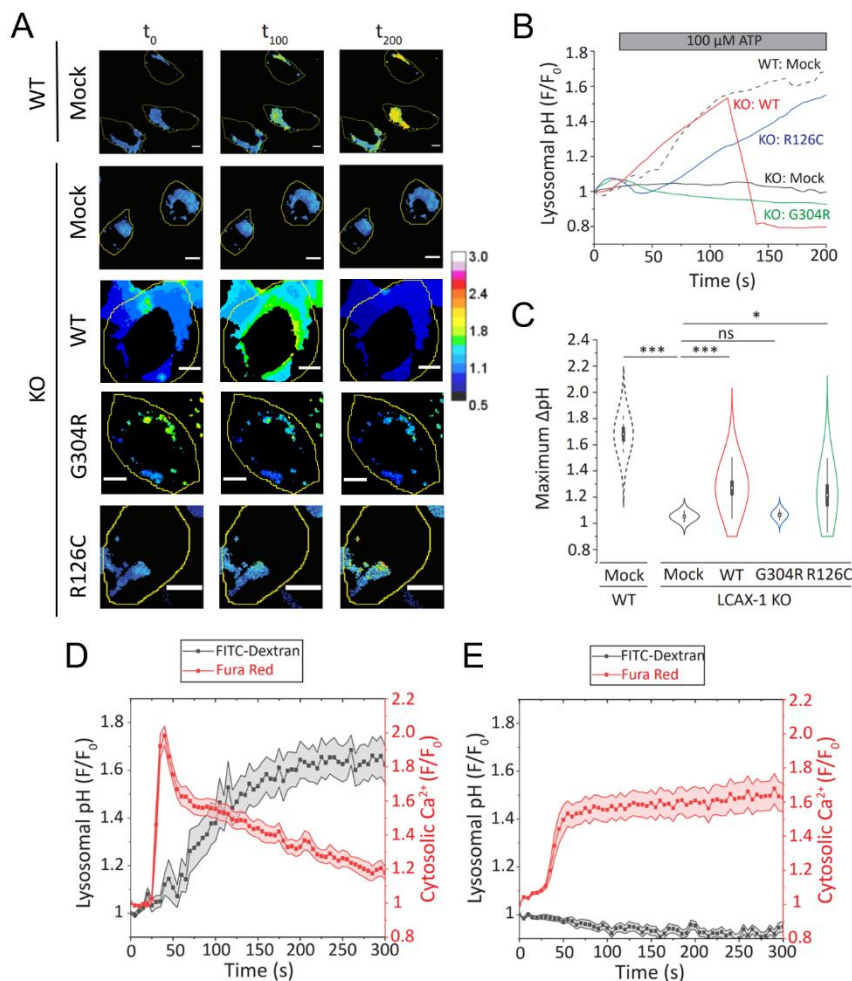 A
t0
t100
t200
WT
Mock
KO
Mock
WT
G304R
R126C
3.0
2.4
1.8
1.1
0.5
B
100 μM ATP
Lysosomal pH (F/F0)
1.8
1.6
1.4
1.2
1
0.8
WT: Mock
KO: WT
KO: R126C
KO: Mock
KO: G304R
0
50
100
150
200
Time (s)
C
Maximum ΔpH
2.4
2.2
2.0
1.8
1.6
1.4
1.2
1.0
0.8
*
ns
*** ***
Mock Mock WT G304R R126C
WT LCAX-1 KO
D
FITC-Dextran
Fura Red
Lysosomal pH (F/F0)
1.8
1.6
1.4
1.2
1
2.2
2.0
1.8
1.6
1.4
1.2
1.0
0.8
Cytosolic Ca2+ (F/F0)
0 50 100 150 200 250 300
Time (s)
E
FITC-Dextran
Fura Red
Lysosomal pH (F/F0)
1.8
1.6
1.4
1.2
1
2.2
2.0
1.8
1.6
1.4
1.2
1.0
0.8
Cytosolic Ca2+ (F/F0)
0 50 100 150 200 250 300
Time (s)